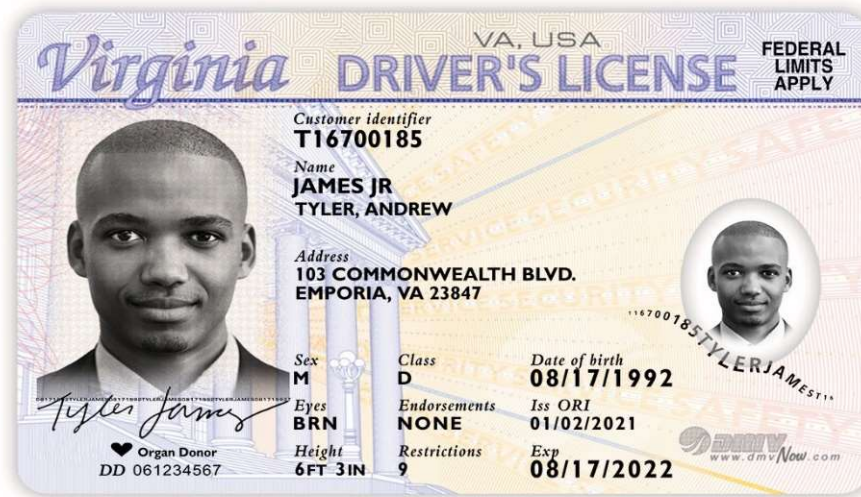 VA, USA
Virginia DRIVER'S LICENSE
FEDERAL
LIMITS
APPLY
Customer identifier
T16700185
Name
JAMES JR
TYLER, ANDREW
Address
103 COMMONWEALTH BLVD.
EMPORIA, VA 23847
Sex Class Date of birth
M D 08/17/1992
Eyes Endorsements Iss ORI
BRN NONE 01/02/2021
Height Restrictions Exp
6FT 3IN 9 08/17/2022
Tyler James
Organ Donor
DD 061234567
DMV
www.dmvNow.com